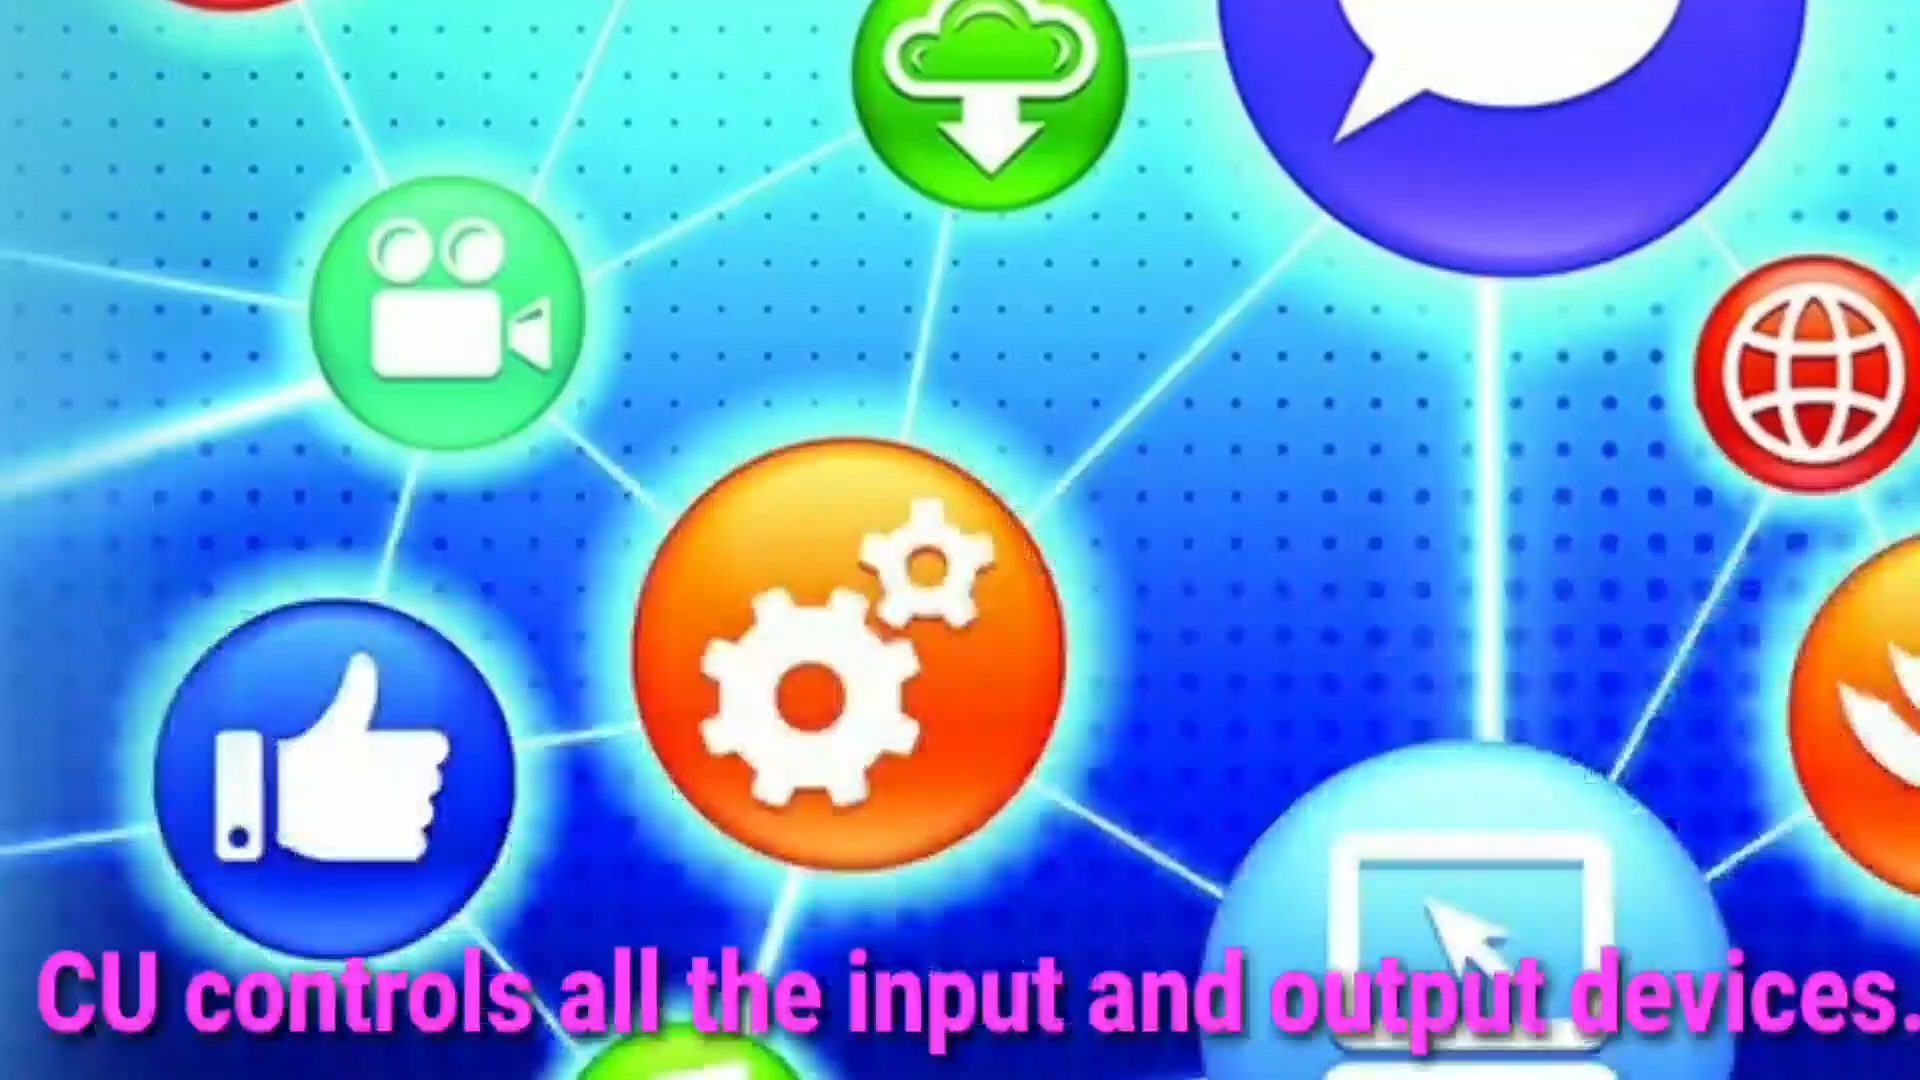 CU controls all the input and output devices.